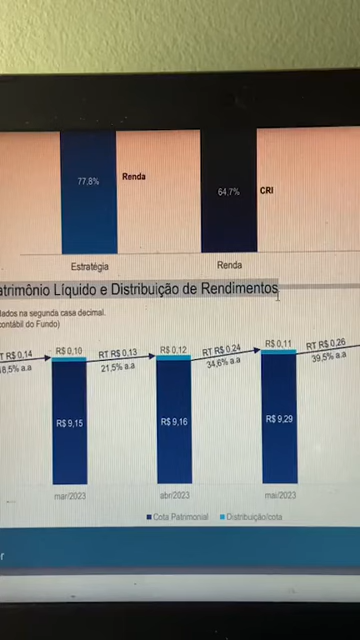 77,8%
Renda
64,7%
CRI
Estratégia
Renda
atrimônio Líquido e Distribuição de Rendimentos
lados na segunda casa decimal.
contábil do Fundo)
T R$ 0,14
R$ 0,10
RT R$ 0,13
R$ 0,12
RT R$ 0,24
R$ 0,11
RT R$ 0,26
8,5% a.a
21,5% a.a
34,6% a.a
39,5% a.a
R$ 9,15
R$ 9,16
R$ 9,29
mar/2023
abr/2023
mai/2023
Cota Patrimonial
Distribuição/cota
r